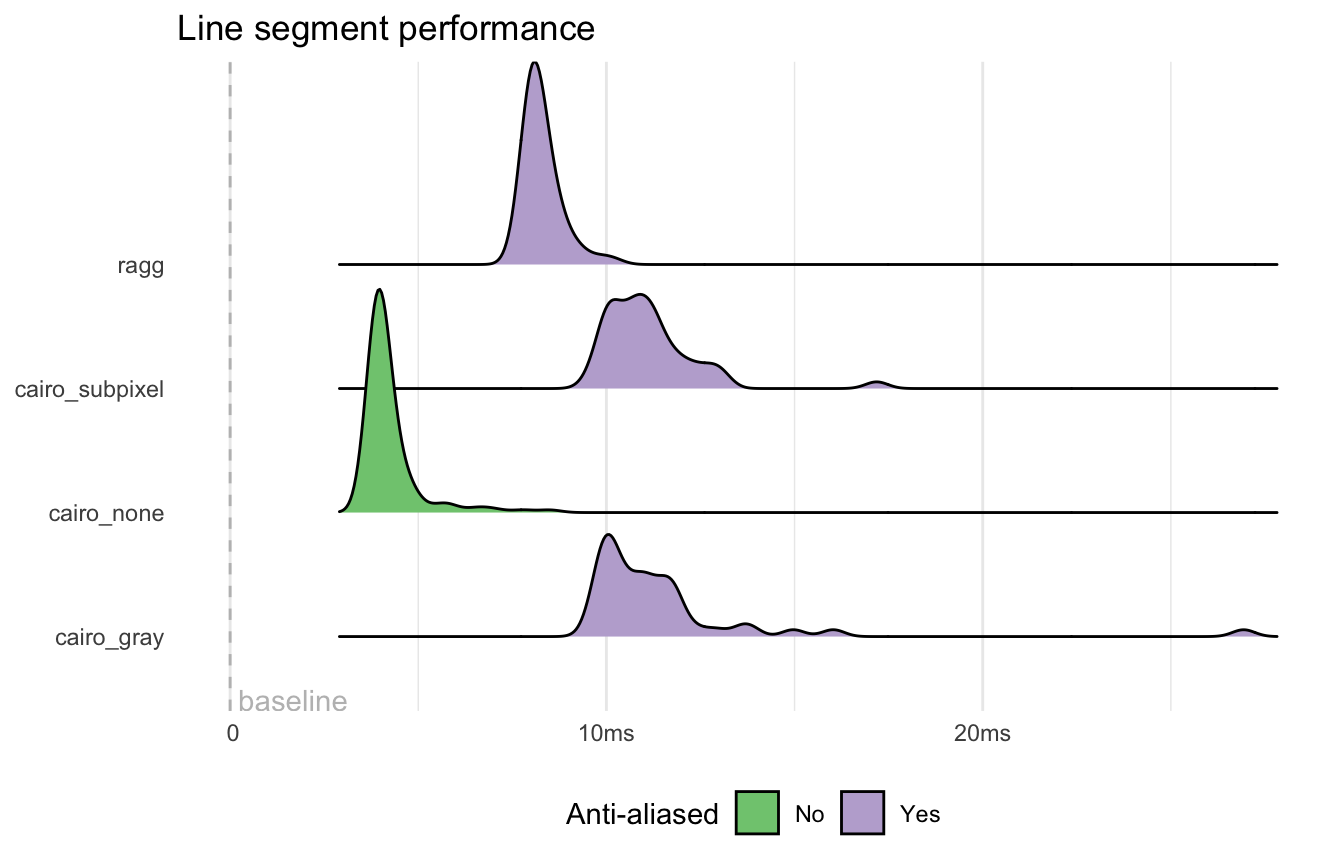 Line segment performance
ragg
cairo_subpixel
cairo_none
cairo_gray
baseline
0 10ms 20ms
Anti-aliased No Yes